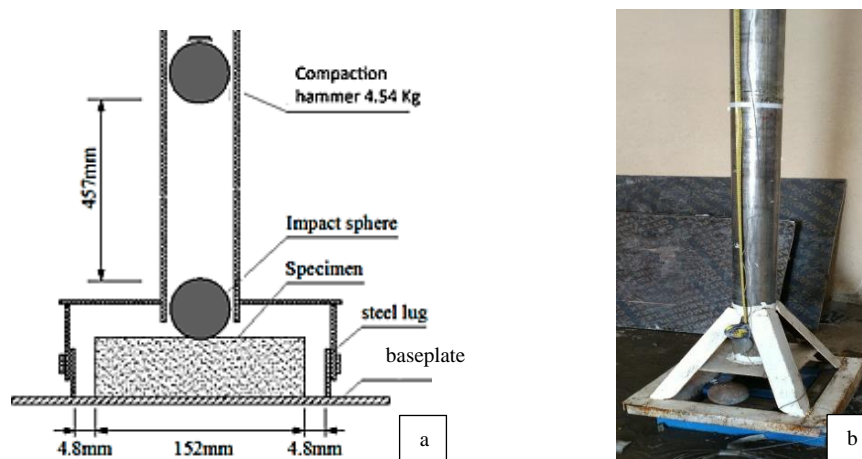 Compaction
hammer 4.54 Kg
457mm
Impact sphere
Specimen
steel lug
baseplate
4.8mm
152mm
4.8mm
a
b